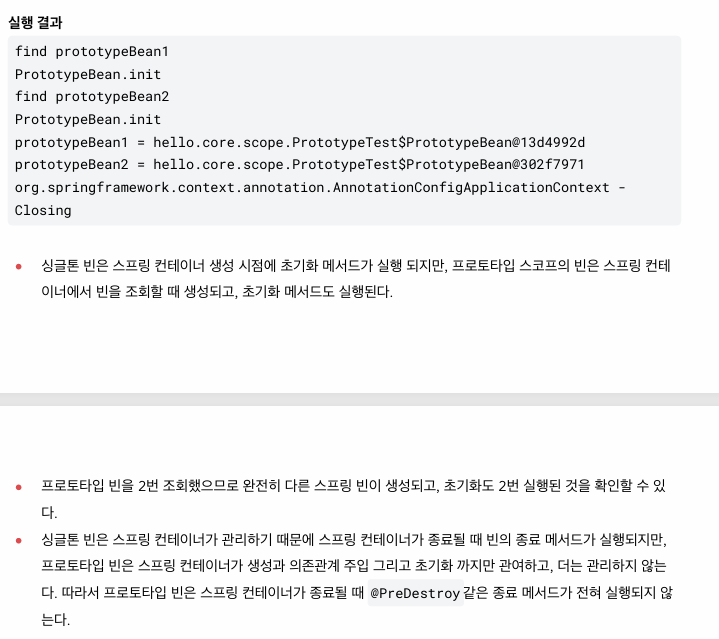 실행 결과
find prototypeBean1
PrototypeBean.init
find prototypeBean2
PrototypeBean.init
prototypeBean1 = hello.core.scope.PrototypeTest$PrototypeBean@13d4992d
prototypeBean2 = hello.core.scope.PrototypeTest$PrototypeBean@302f7971
org.springframework.context.annotation.AnnotationConfigApplicationContext -
Closing
싱글톤 빈은 스프링 컨테이너 생성 시점에 초기화 메서드가 실행 되지만, 프로토타입 스코프의 빈은 스프링 컨테
이너에서 빈을 조회할 때 생성되고, 초기화 메서드도 실행된다.
프로토타입 빈을 2번 조회했으므로 완전히 다른 스프링 빈이 생성되고, 초기화도 2번 실행된 것을 확인할 수 있
다.
싱글톤 빈은 스프링 컨테이너가 관리하기 때문에 스프링 컨테이너가 종료될 때 빈의 종료 메서드가 실행되지만,
프로토타입 빈은 스프링 컨테이너가 생성과 의존관계 주입 그리고 초기화 까지만 관여하고, 더는 관리하지 않는
다. 따라서 프로토타입 빈은 스프링 컨테이너가 종료될 때 @PreDestroy 같은 종료 메서드가 전혀 실행되지 않
는다.